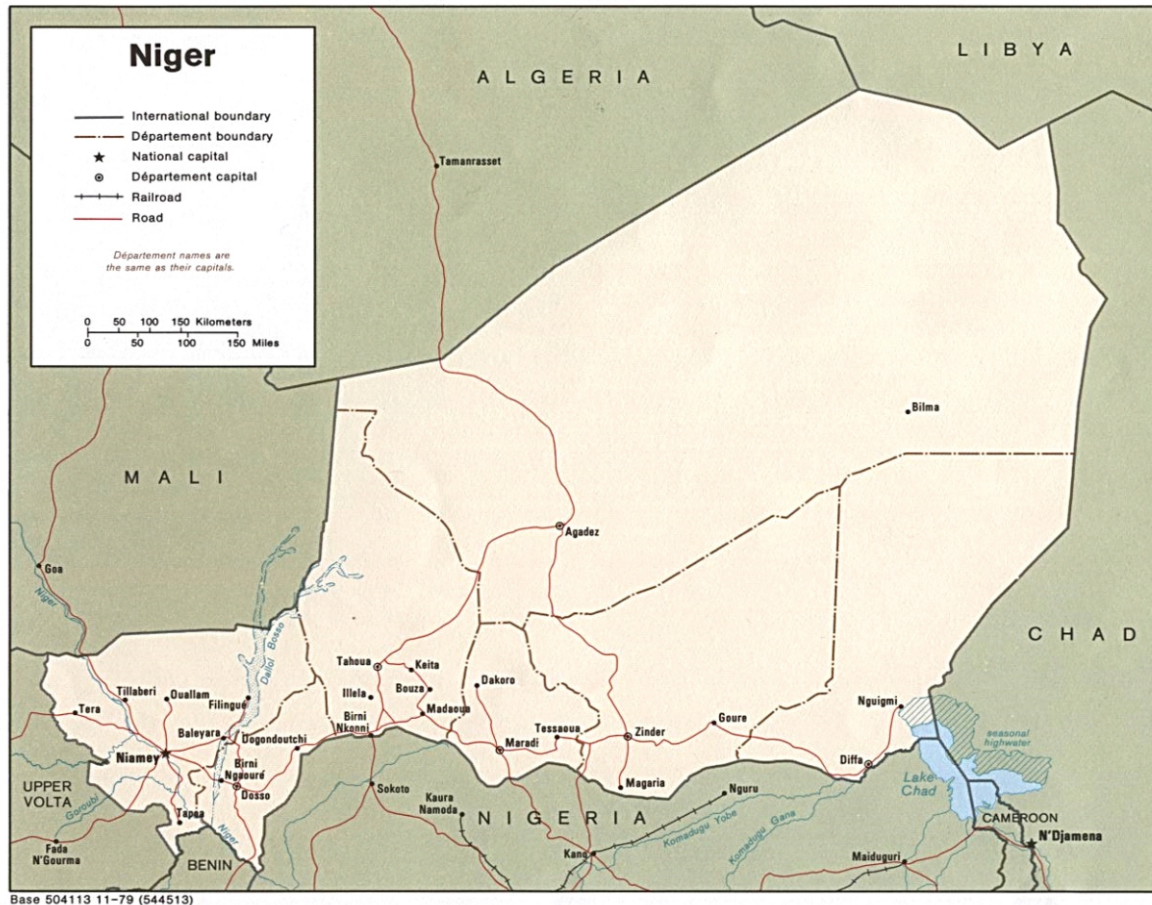 Niger
International boundary
Département boundary
National capital
Département capital
Railroad
Road
Département names are
the same as their capitals.
0 50 100 150 Kilometers
0 50 100 150 Miles
ALGERIA
LIBYA
Tamanrasset
Bilma
MALI
Agadez
Goa
Niger
CHAD
Dallol Bosso
Tahoua
Keita
Tillaberi
Ouallam
Filingué
Illela
Bouza
Dakoro
Tera
Madaoua
Nguigmi
Birni
Nkonni
Baleyara
Dogondoutchi
Tessaoua
Goure
Zinder
seasonal
highwater
Niamey
Maradi
Diffa
Birni
Ngaouré
Lake
Chad
UPPER
VOLTA
Dosso
Magaria
Sokoto
Nguru
Goroubi
Kaura
Namoda
Tapoa
NIGERIA
Komadugu Yobe
Komadugu Gana
CAMEROON
Niger
N'Djamena
Fada
N'Gourma
BENIN
Kano
Maiduguri
Base 504113 11-79 (544513)